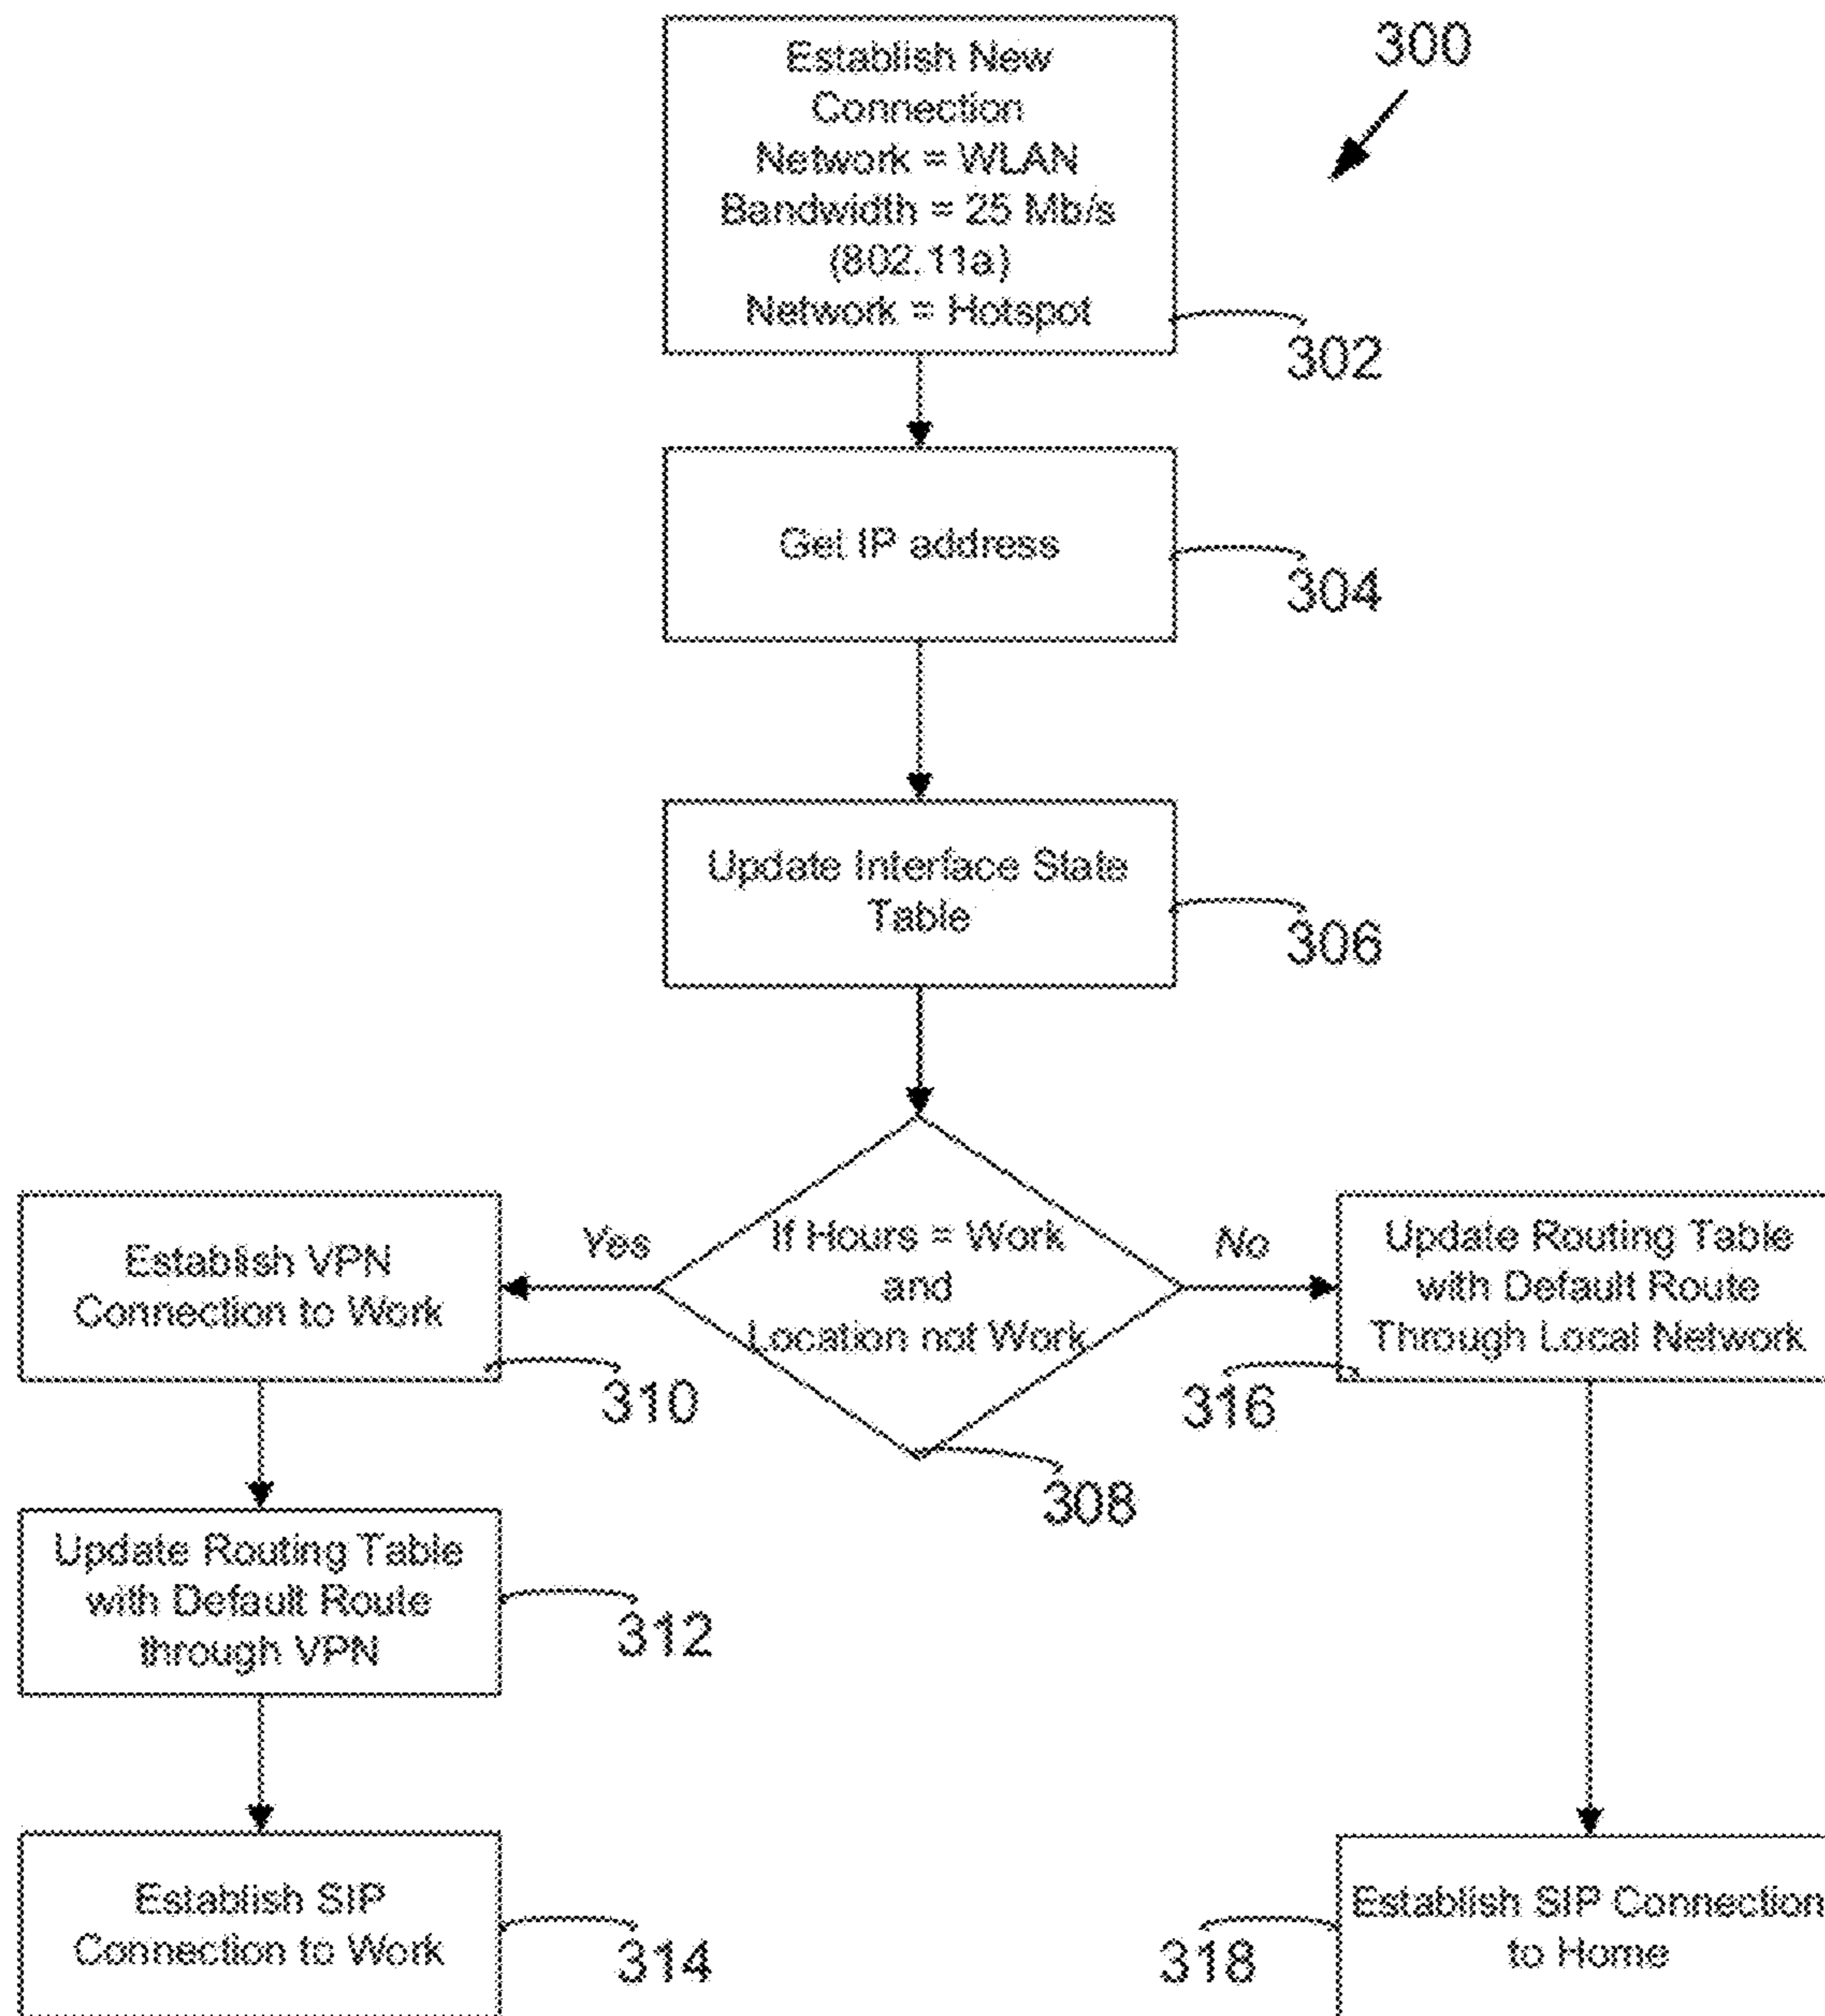 300
Establish New
Connection
Network = WLAN
Bandwidth = 25 Mb/s
(802.11a)
Network = Hotspot
302
Get IP address
304
Update Interface State
Table
306
If Hours = Work
and
Location not Work
308
Yes
Establish VPN
Connection to Work
310
Update Routing Table
with Default Route
through VPN
312
Establish SIP
Connection to Work
314
No
Update Routing Table
with Default Route
Through Local Network
316
Establish SIP Connection
to Home
318